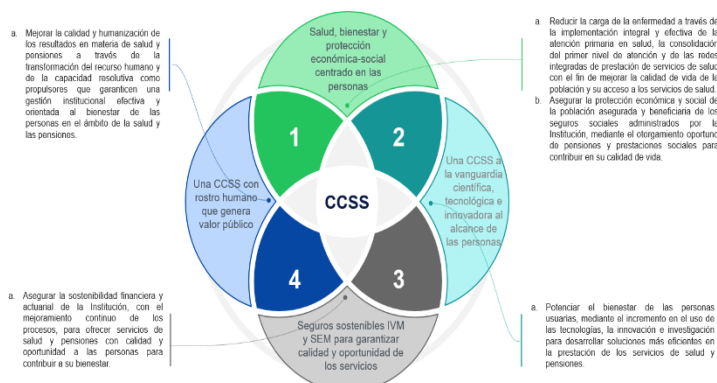 a. Mejorar la calidad y humanización de
los resultados en materia de salud y
pensiones a través de la
transformación del recurso humano y
de la capacidad resolutiva como
propulsores que garanticen una
gestión institucional efectiva y
orientada al bienestar de las
personas en el ámbito de la salud y
las pensiones.
Salud, bienestar y
protección
económica-social
centrado en las
personas
a. Reducir la carga de la enfermedad a través de
la implementación integral y efectiva de la
atención primaria en salud, la consolidación
del primer nivel de atención y de las redes
integradas de prestación de servicios de salud
con el fin de mejorar la calidad de vida de la
población y su acceso a los servicios de salud.
b. Asegurar la protección económica y social de
la población asegurada y beneficiaria de los
seguros sociales administrados por la
Institución, mediante el otorgamiento oportuno
de pensiones y prestaciones sociales para
contribuir en su calidad de vida.
1
2
Una CCSS con
rostro humano
que genera
valor público
CCSS
Una CCSS a
la vanguardia
científica,
tecnológica e
innovadora al
alcance de
las personas
4
3
a. Asegurar la sostenibilidad financiera y
actuarial de la Institución, con el
mejoramiento continuo de los
procesos, para ofrecer servicios de
salud y pensiones con calidad y
oportunidad a las personas para
contribuir a su bienestar.
Seguros sostenibles IVM
y SEM para garantizar
calidad y oportunidad de
los servicios
a. Potenciar el bienestar de las personas
usuarias, mediante el incremento en el uso de
las tecnologías, la innovación e investigación
para desarrollar soluciones más eficientes en
la prestación de los servicios de salud y
pensiones.